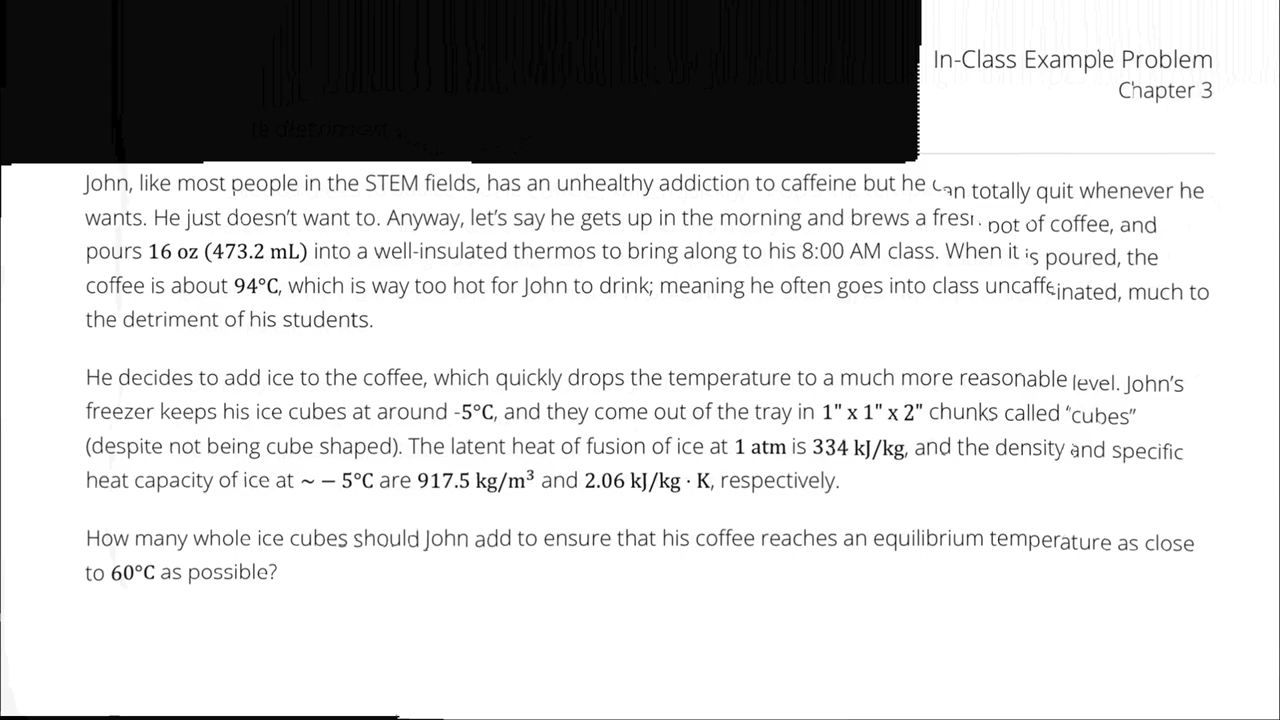 In-Class Example Problem
Chapter 3
John, like most people in the STEM fields, has an unhealthy addiction to caffeine but he can totally quit whenever he
wants. He just doesn't want to. Anyway, let's say he gets up in the morning and brews a fresh pot of coffee, and
pours 16 oz (473.2 mL) into a well-insulated thermos to bring along to his 8:00 AM class. When it is poured, the
coffee is about 94°C, which is way too hot for John to drink; meaning he often goes into class uncaffeinated, much to
the detriment of his students.
He decides to add ice to the coffee, which quickly drops the temperature to a much more reasonable level. John's
freezer keeps his ice cubes at around -5°C, and they come out of the tray in 1" x 1" x 2" chunks called "cubes"
(despite not being cube shaped). The latent heat of fusion of ice at 1 atm is 334 kJ/kg, and the density and specific
heat capacity of ice at ~ − 5°C are 917.5 kg/m³ and 2.06 kJ/kg · K, respectively.
How many whole ice cubes should John add to ensure that his coffee reaches an equilibrium temperature as close
to 60°C as possible?